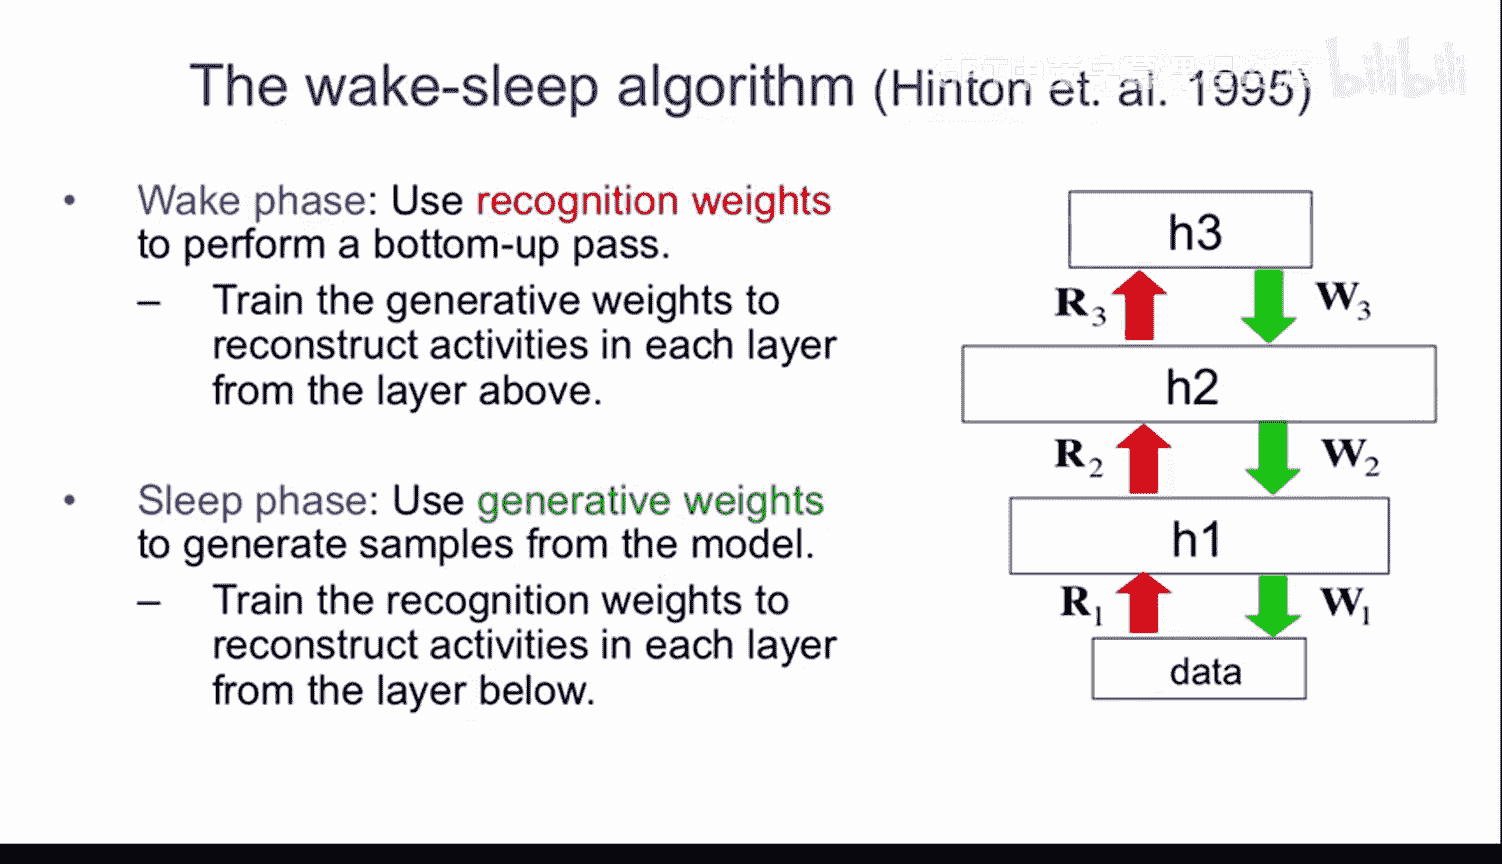 The wake-sleep algorithm (Hinton et. al. 1995)
bilibili
• Wake phase: Use recognition weights
to perform a bottom-up pass.
– Train the generative weights to
reconstruct activities in each layer
from the layer above.
• Sleep phase: Use generative weights
to generate samples from the model.
– Train the recognition weights to
reconstruct activities in each layer
from the layer below.
h3
R3 W3
h2
R2 W2
h1
R1 W1
data